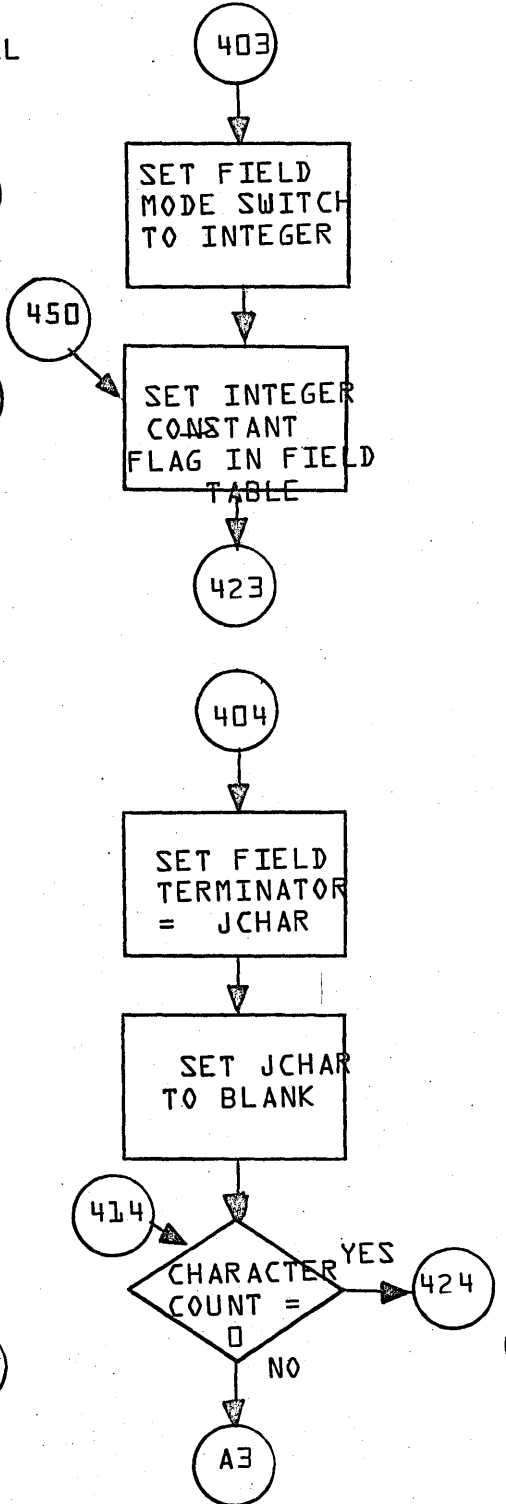 403
SET FIELD
MODE SWITCH
TO INTEGER
450
SET INTEGER
CONSTANT
FLAG IN FIELD
TABLE
423
404
SET FIELD
TERMINATOR
= JCHAR
SET JCHAR
TO BLANK
414
CHARACTER
COUNT =
0
YES
424
NO
A3